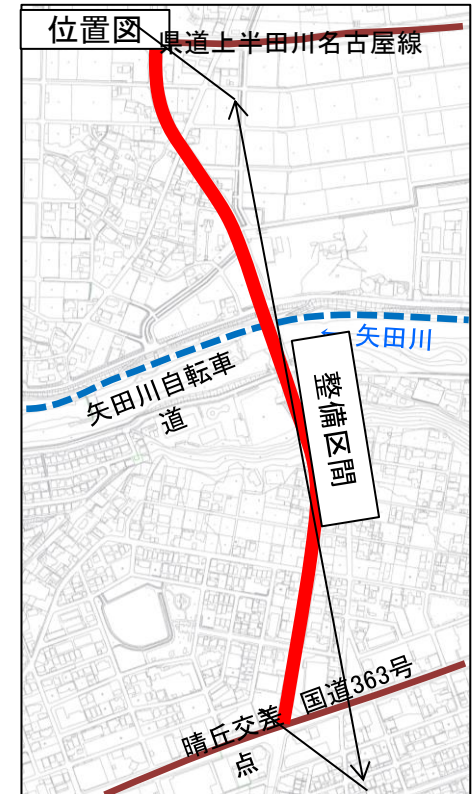 位置図
県道上半田川名古屋線
← 矢田川
矢田川自転車
道
整備区間
国道363号
晴丘交差
点